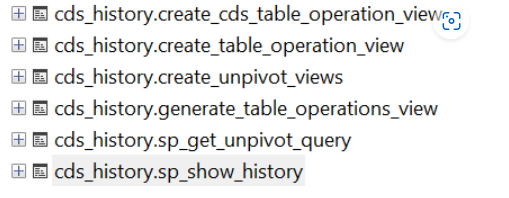 cds_history.create_cds_table_operation_view
cds_history.create_table_operation_view
cds_history.create_unpivot_views
cds_history.generate_table_operations_view
cds_history.sp_get_unpivot_query
cds_history.sp_show_history